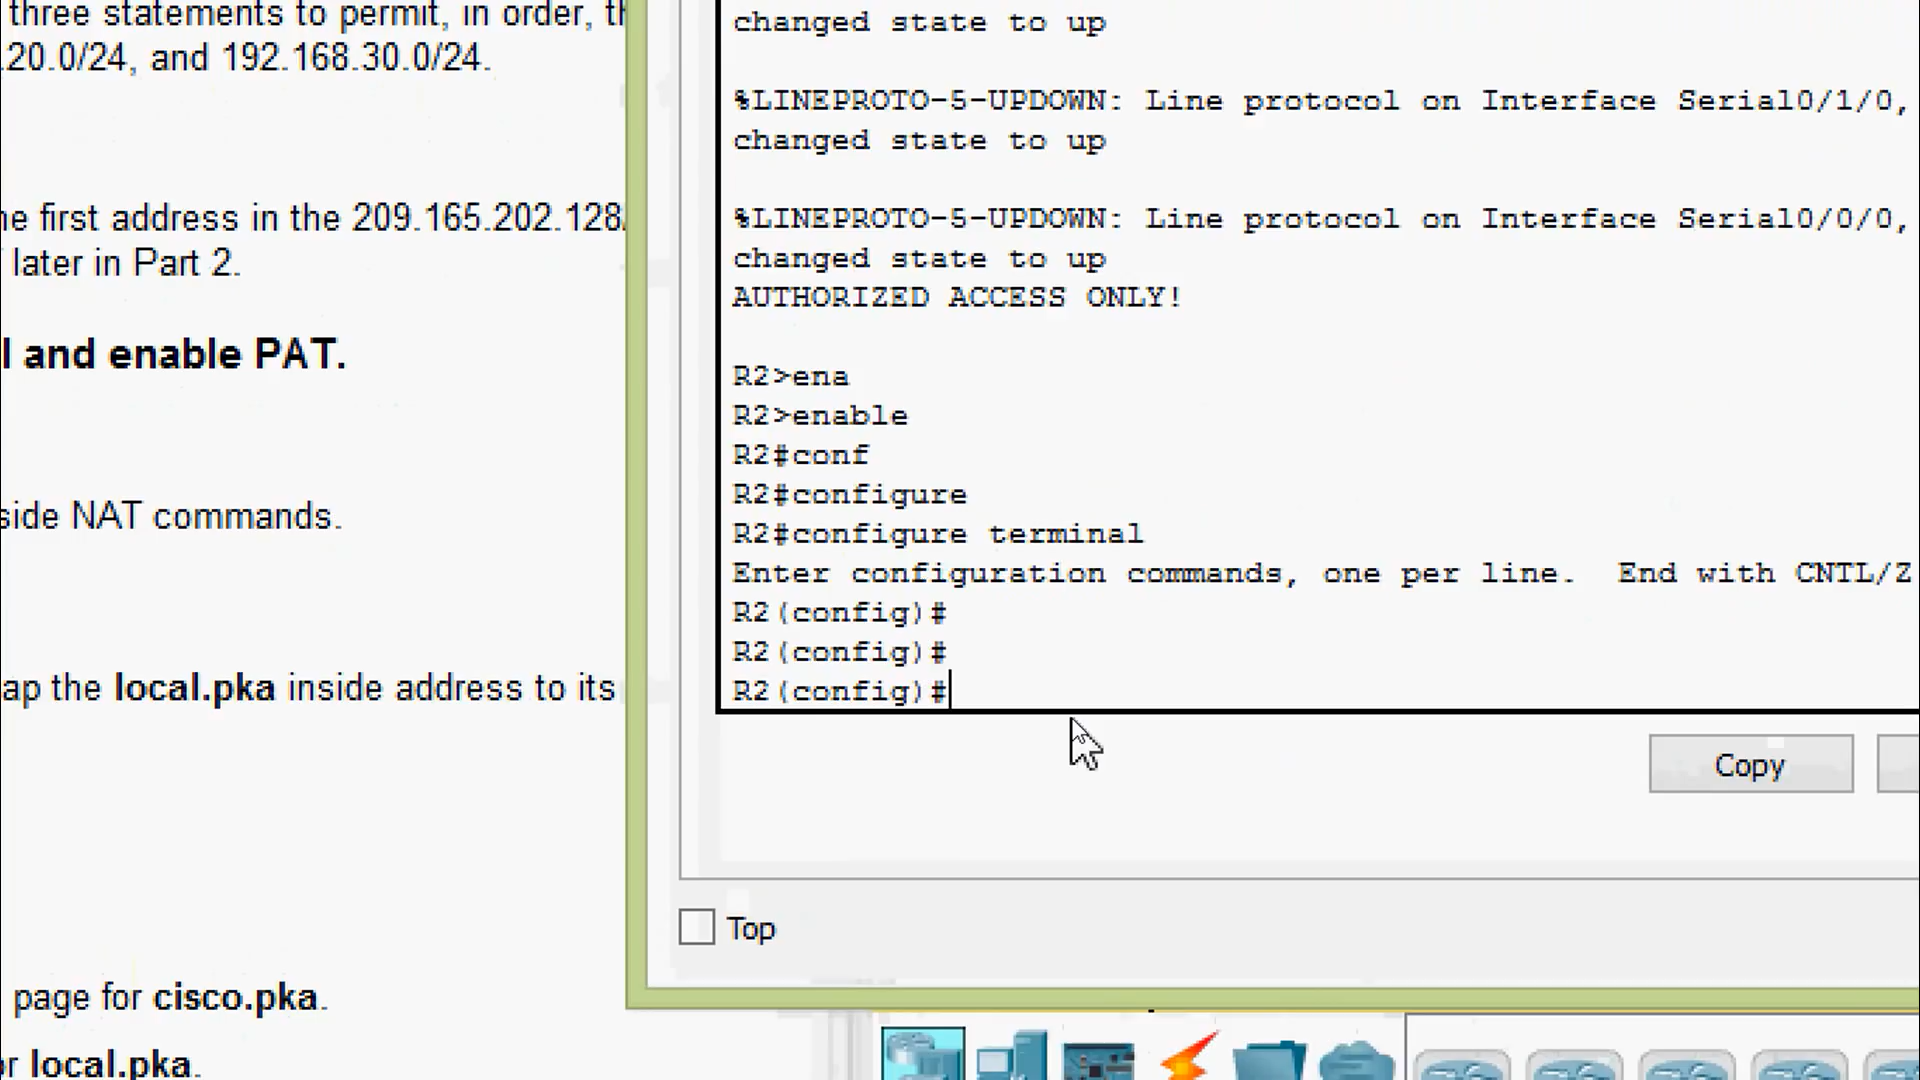 three statements to permit, in order, th
.20.0/24, and 192.168.30.0/24.
ne first address in the 209.165.202.128/
later in Part 2.
l and enable PAT.
side NAT commands.
ap the local.pka inside address to its
page for cisco.pka.
or local.pka.
changed state to up
%LINEPROTO-5-UPDOWN: Line protocol on Interface Serial0/1/0,
changed state to up
%LINEPROTO-5-UPDOWN: Line protocol on Interface Serial0/0/0,
changed state to up
AUTHORIZED ACCESS ONLY!
R2>ena
R2>enable
R2#conf
R2#configure
R2#configure terminal
Enter configuration commands, one per line.  End with CNTL/Z
R2(config)#
R2(config)#
R2(config)#
Copy
Top